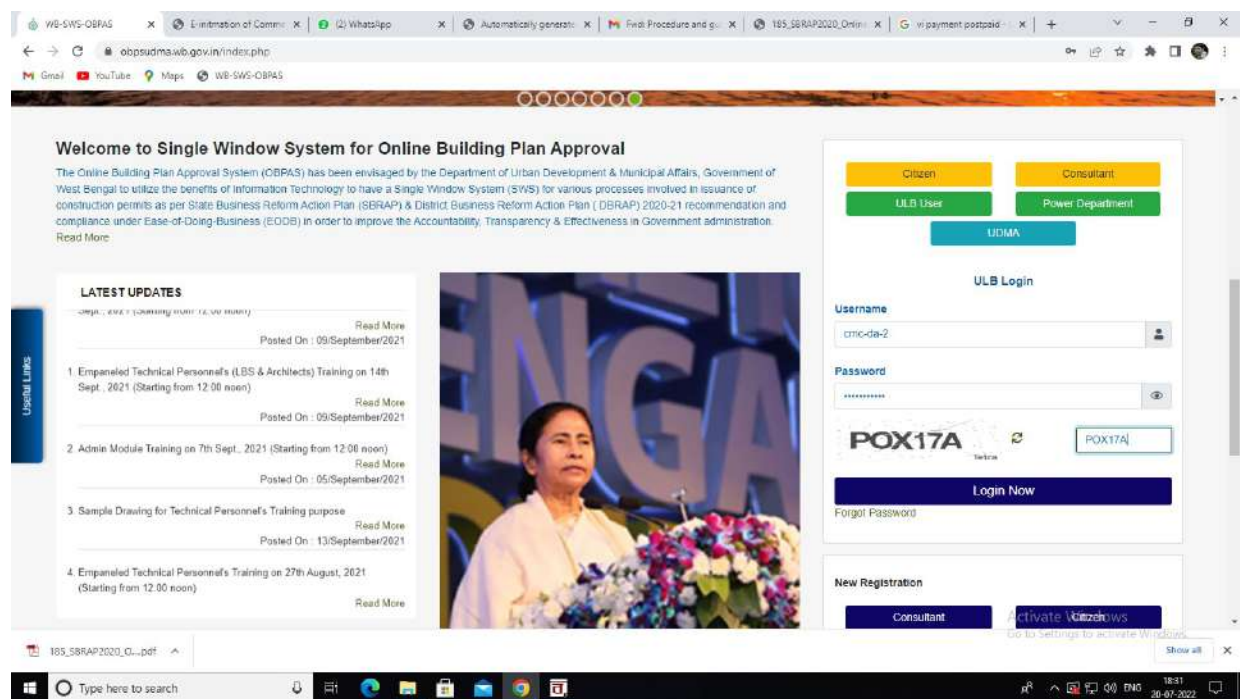 WB-SWS-OBPAS
(2) WhatsApp
vi payment postpaid -
obpsudma.wb.gov.in/index.php
Gmail YouTube Maps WB-SWS-OBPAS
Welcome to Single Window System for Online Building Plan Approval
The Online Building Plan Approval System (OBPAS) has been envisaged by the Department of Urban Development & Municipal Affairs, Government of
West Bengal to utilize the benefits of Information Technology to have a Single Window System (SWS) for various processes involved in issuance of
construction permits as per State Business Reform Action Plan (SBRAP) & District Business Reform Action Plan ( DBRAP) 2020-21 recommendation and
compliance under Ease-of-Doing-Business (EODB) in order to improve the Accountability, Transparency & Effectiveness in Government administration.
Read More
Useful Links
LATEST UPDATES
Sept., 2021 (Starting from 12:00 noon)
Read More
Posted On : 09/September/2021
1. Empaneled Technical Personnel's (LBS & Architects) Training on 14th
Sept., 2021 (Starting from 12:00 noon)
Read More
Posted On : 09/September/2021
2. Admin Module Training on 7th Sept., 2021 (Starting from 12:00 noon)
Read More
Posted On : 05/September/2021
3. Sample Drawing for Technical Personnel's Training purpose
Read More
Posted On : 13/September/2021
4. Empaneled Technical Personnel's Training on 27th August, 2021
(Starting from 12:00 noon)
Read More
ENGA
Citizen Consultant
ULB User Power Department
UDMA
ULB Login
Username
cmc-da-2
Password
POX17A POX17A
Login Now
Forgot Password
New Registration
Consultant Citizen
Activate Windows
Go to Settings to activate Windows.
185_SBRAP2020_O....pdf
Show all
Type here to search
ENG
18:31
20-07-2022